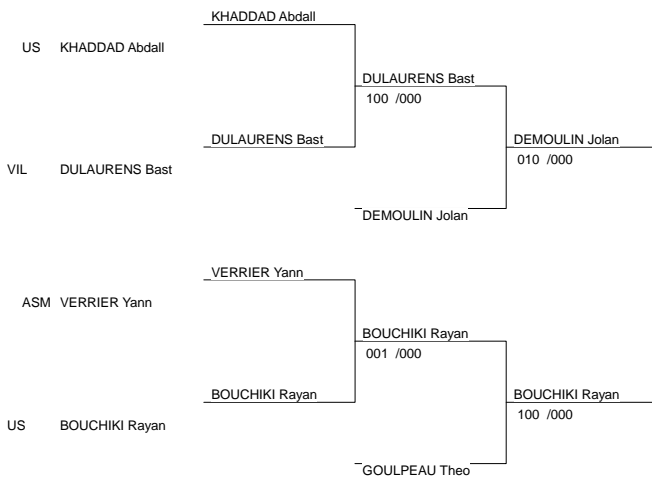 KHADDAD Abdall
US KHADDAD Abdall
DULAURENS Bast
100 /000
DULAURENS Bast
DEMOULIN Jolan
010 /000
VIL DULAURENS Bast
DEMOULIN Jolan
VERRIER Yann
ASM VERRIER Yann
BOUCHIKI Rayan
001 /000
BOUCHIKI Rayan
BOUCHIKI Rayan
100 /000
US BOUCHIKI Rayan
GOULPEAU Theo